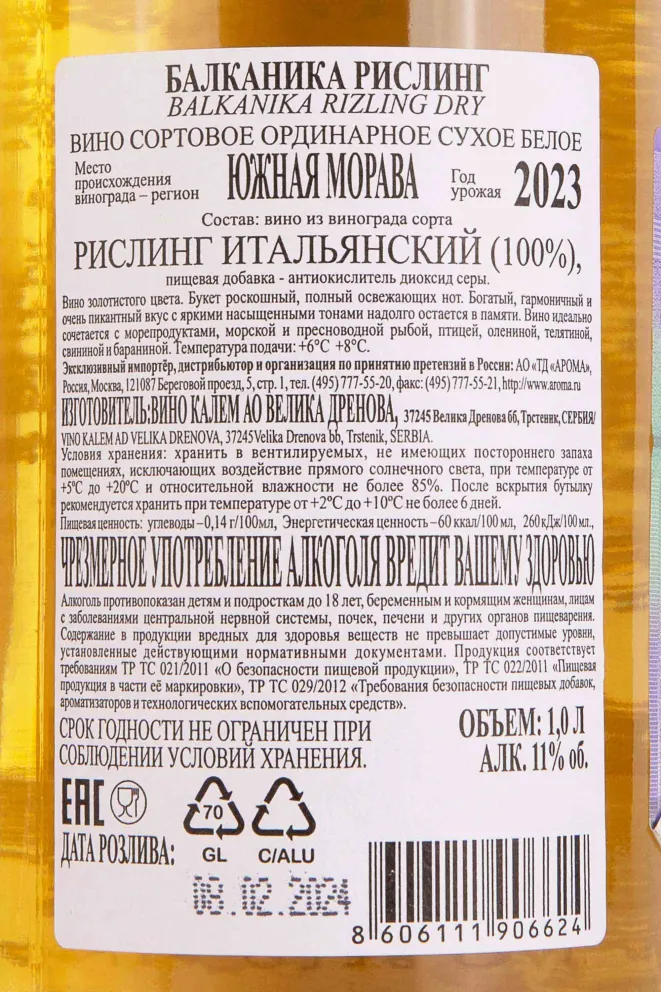 БАЛКАНИКА РИСЛИНГ
BALKANIKA RIZLING DRY
ВИНО СОРТОВОЕ ОРДИНАРНОЕ СУХОЕ БЕЛОЕ
Место происхождения винограда – регион ЮЖНАЯ МОРАВА Год урожая 2023
Состав: вино из винограда сорта
РИСЛИНГ ИТАЛЬЯНСКИЙ (100%),
пищевая добавка - антиокислитель диоксид серы.
Вино золотистого цвета. Букет роскошный, полный освежающих нот. Богатый, гармоничный и
очень пикантный вкус с яркими насыщенными тонами надолго остается в памяти. Вино идеально
сочетается с морепродуктами, морской и пресноводной рыбой, птицей, олениной, телятиной,
свининой и бараниной. Температура подачи: +6°С +8°С.
Эксклюзивный импортёр, дистрибьютор и организация по принятию претензий в России: АО «ТД «АРОМА»,
Россия, Москва, 121087 Береговой проезд, 5, стр. 1, тел. (495) 777-55-20, факс: (495) 777-55-21, http://www.aroma.ru
ИЗГОТОВИТЕЛЬ:ВИНО КАЛЕМ АО ВЕЛИКА ДРЕНОВА, 37245 Велика Дренова бб, Трстеник, СЕРБИЯ/
VINO KALEM AD VELIKA DRENOVA, 37245 Velika Drenova bb, Trstenik, SERBIA.
Условия хранения: хранить в вентилируемых, не имеющих постороннего запаха
помещениях, исключающих воздействие прямого солнечного света, при температуре от
+5°С до +20°С и относительной влажности не более 85%. После вскрытия бутылку
рекомендуется хранить при температуре от +2°С до +10°С не более 6 дней.
Пищевая ценность: углеводы – 0,14 г/100мл, Энергетическая ценность – 60 ккал/100 мл, 260 кДж/100 мл.,
ЧРЕЗМЕРНОЕ УПОТРЕБЛЕНИЕ АЛКОГОЛЯ ВРЕДИТ ВАШЕМУ ЗДОРОВЬЮ
Алкоголь противопоказан детям и подросткам до 18 лет, беременным и кормящим женщинам, лицам
с заболеваниями центральной нервной системы, почек, печени и других органов пищеварения.
Содержание в продукции вредных для здоровья веществ не превышает допустимые уровни,
установленные действующими нормативными документами. Продукция соответствует
требованиям ТР ТС 021/2011 «О безопасности пищевой продукции», ТР ТС 022/2011 «Пищевая
продукция в части её маркировки», ТР ТС 029/2012 «Требования безопасности пищевых добавок,
ароматизаторов и технологических вспомогательных средств».
СРОК ГОДНОСТИ НЕ ОГРАНИЧЕН ПРИ
СОБЛЮДЕНИИ УСЛОВИЙ ХРАНЕНИЯ.
ОБЪЕМ: 1,0 Л
АЛК. 11% об.
ЕАС
70
GL
C/ALU
ДАТА РОЗЛИВА:
08.02.2024
8 606111 906624